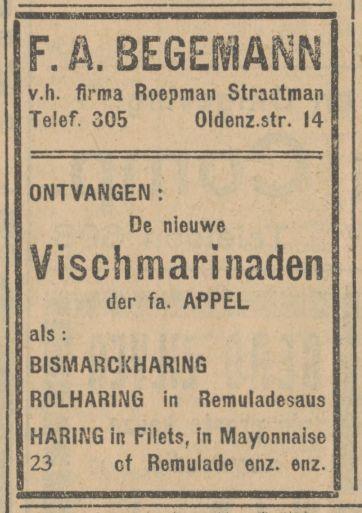 F. A. BEGEMANN
v.h. firma Roepman Straatman
Telef. 305 Oldenz.str. 14
ONTVANGEN :
De nieuwe
Vischmarinaden
der fa. APPEL
als :
BISMARCKHARING
ROLHARING in Remuladesaus
HARING in Filets, in Mayonnaise
23 of Remulade enz. enz.